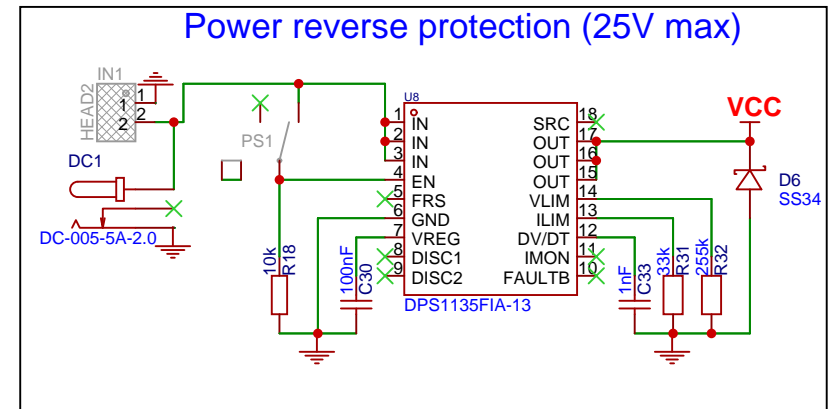 Power reverse protection (25V max)
IN1
HEAD2
1
2
1
2
DC1
DC-005-5A-2.0
PS1
10k
R18
100nF
C30
U8
1 IN SRC 18
2 IN OUT 17
3 IN OUT 16
4 EN OUT 15
5 FRS VLIM 14
6 GND ILIM 13
7 VREG DV/DT 12
8 DISC1 IMON 11
9 DISC2 FAULTB 10
DPS1135FIA-13
1nF
C33
33k
R31
255k
R32
VCC
D6
SS34